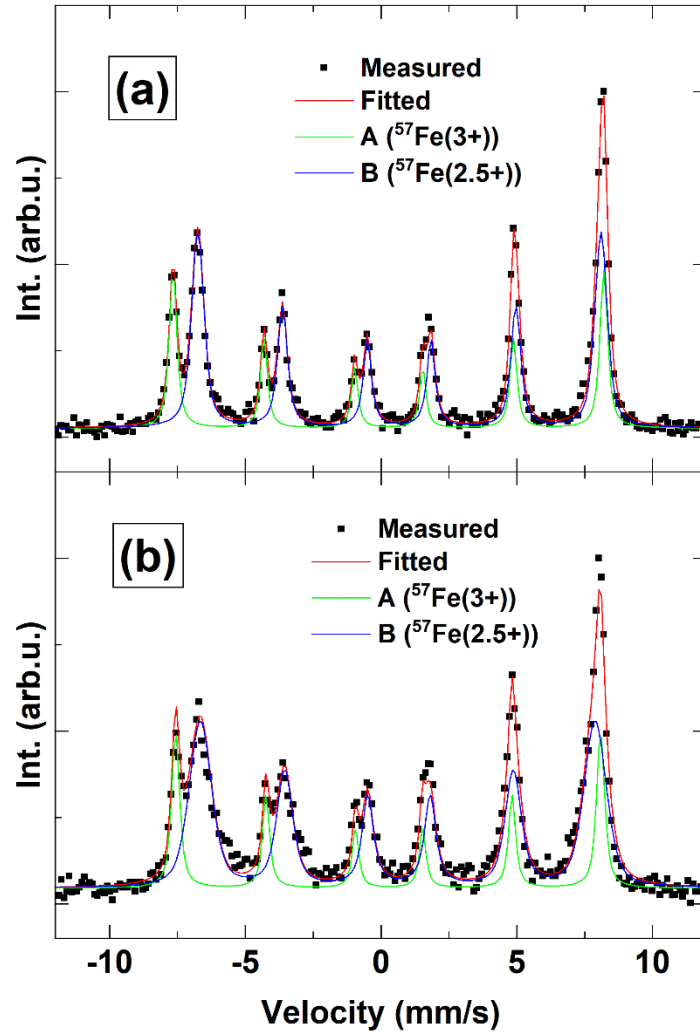 (a)
Measured
Fitted
A (⁵⁷Fe(3+))
B (⁵⁷Fe(2.5+))
Int. (arb.u.)
(b)
Measured
Fitted
A (⁵⁷Fe(3+))
B (⁵⁷Fe(2.5+))
Int. (arb.u.)
-10 -5 0 5 10
Velocity (mm/s)